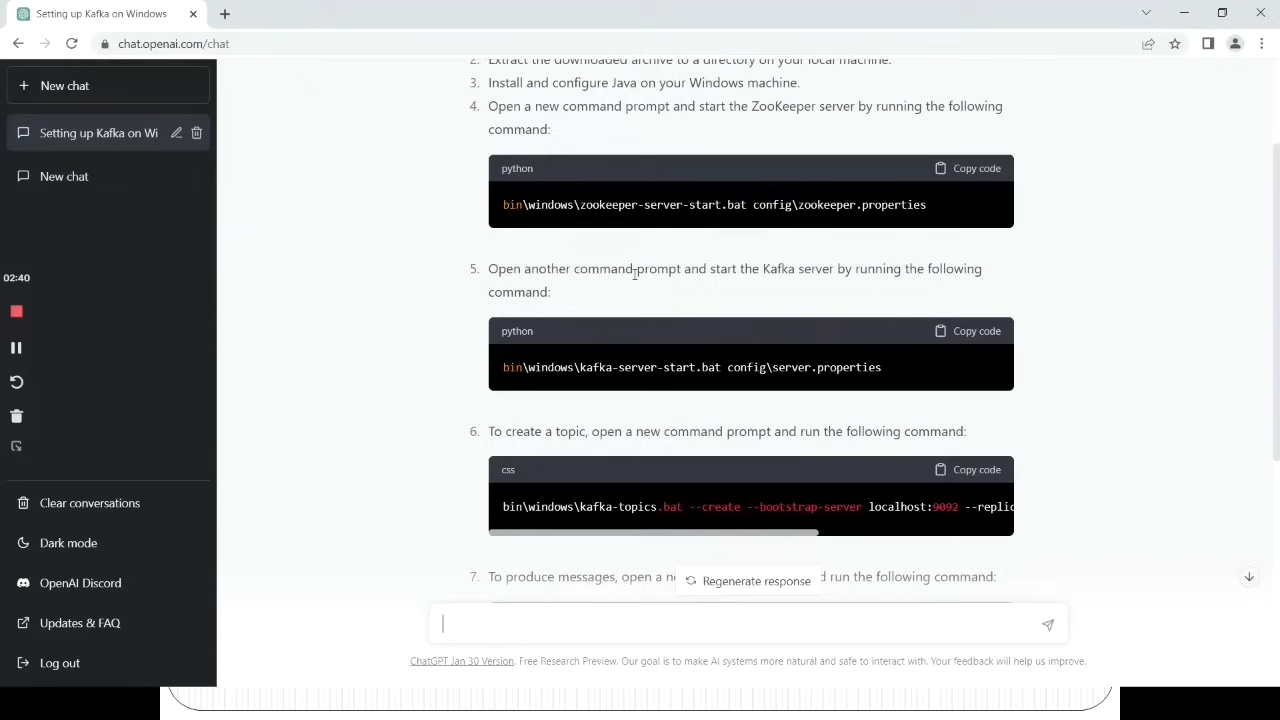 Setting up Kafka on Windows
chat.openai.com/chat
New chat
Setting up Kafka on Wi
New chat
02:40
Clear conversations
Dark mode
OpenAI Discord
Updates & FAQ
Log out
2. Extract the downloaded archive to a directory on your local machine.
3. Install and configure Java on your Windows machine.
4. Open a new command prompt and start the ZooKeeper server by running the following
command:
python Copy code
bin\windows\zookeeper-server-start.bat config\zookeeper.properties
5. Open another command prompt and start the Kafka server by running the following
command:
python Copy code
bin\windows\kafka-server-start.bat config\server.properties
6. To create a topic, open a new command prompt and run the following command:
css Copy code
bin\windows\kafka-topics.bat --create --bootstrap-server localhost:9092 --replic
7. To produce messages, open a ne d run the following command:
Regenerate response
ChatGPT Jan 30 Version. Free Research Preview. Our goal is to make AI systems more natural and safe to interact with. Your feedback will help us improve.